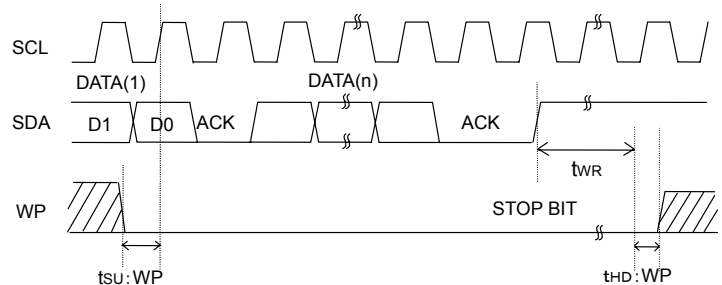 SCL
DATA(1) DATA(n)
SDA D1 D0 ACK ACK
tWR
WP STOP BIT
tSU : WP tHD : WP